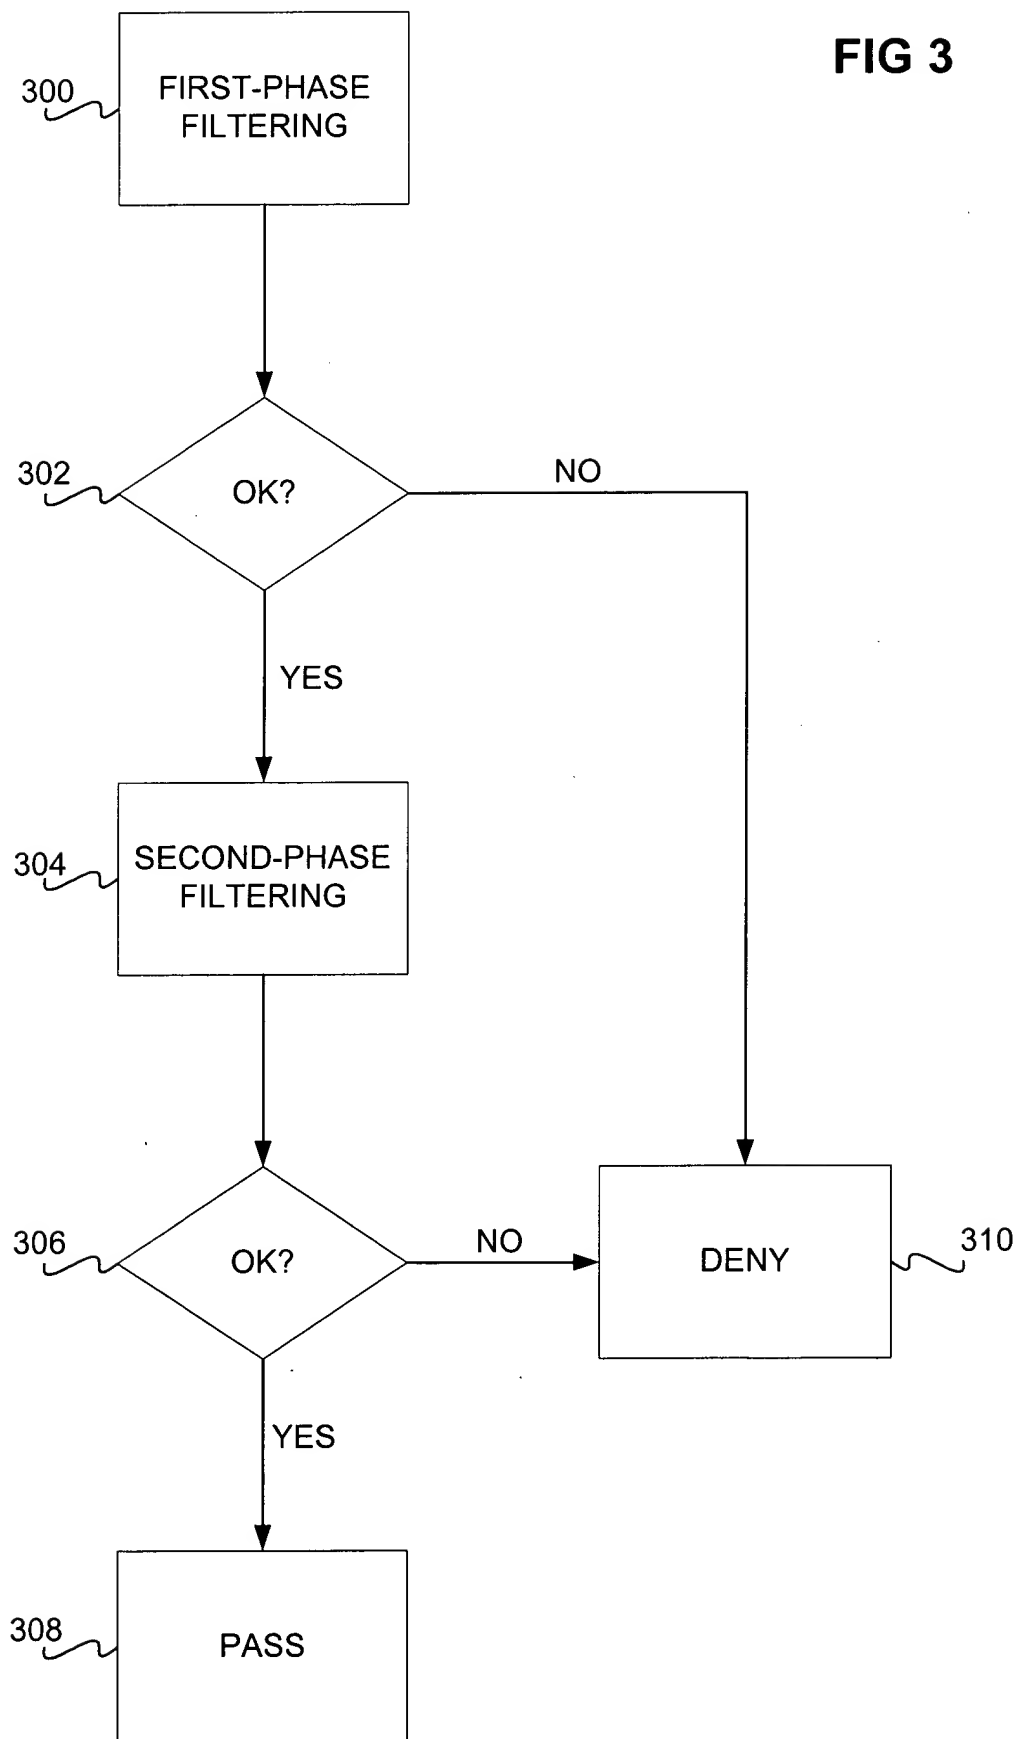 FIG 3
300
FIRST-PHASE
FILTERING
302
OK?
NO
YES
304
SECOND-PHASE
FILTERING
306
OK?
NO
DENY
310
YES
308
PASS